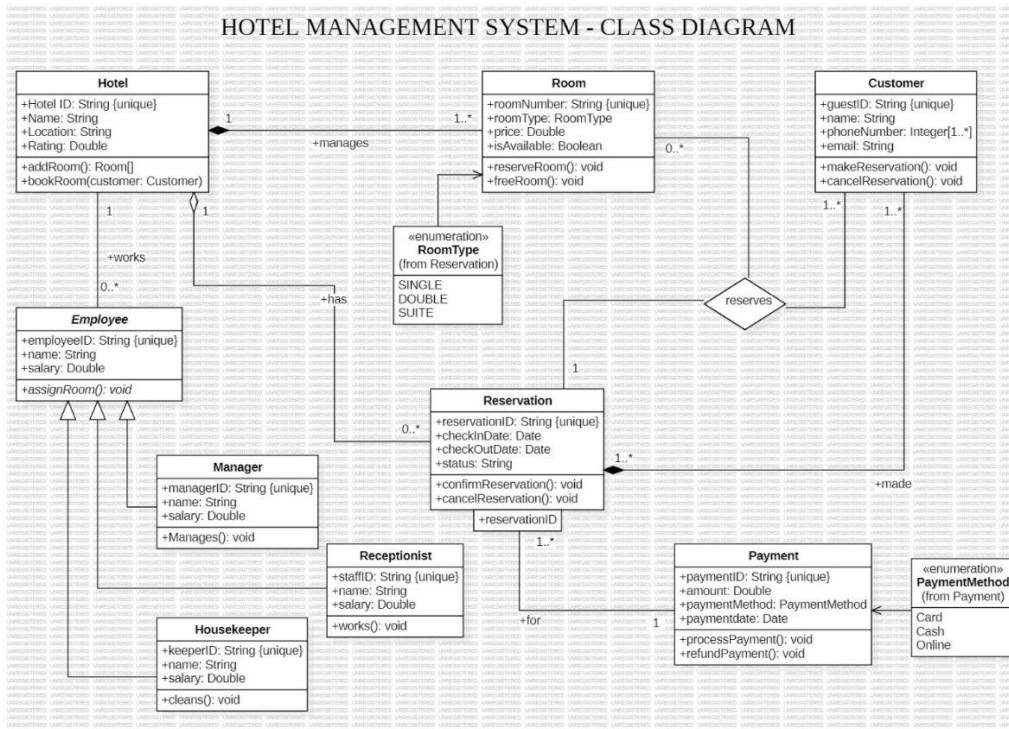 HOTEL MANAGEMENT SYSTEM - CLASS DIAGRAM
Hotel
+Hotel ID: String {unique}
+Name: String
+Location: String
+Rating: Double
+addRoom(): Room[]
+bookRoom(customer: Customer)
1
1..*
+manages
Room
+roomNumber: String {unique}
+roomType: RoomType
+price: Double
+isAvailable: Boolean
+reserveRoom(): void
+freeRoom(): void
0..*
Customer
+guestID: String {unique}
+name: String
+phoneNumber: Integer[1..*]
+email: String
+makeReservation(): void
+cancelReservation(): void
1..*
1..*
1
1
+works
0..*
+has
«enumeration»
RoomType
(from Reservation)
SINGLE
DOUBLE
SUITE
reserves
Employee
+employeeID: String {unique}
+name: String
+salary: Double
+assignRoom(): void
1
Reservation
+reservationID: String {unique}
+checkInDate: Date
+checkOutDate: Date
+status: String
+confirmReservation(): void
+cancelReservation(): void
+reservationID
0..*
1..*
+made
1..*
Manager
+managerID: String {unique}
+name: String
+salary: Double
+Manages(): void
Receptionist
+staffID: String {unique}
+name: String
+salary: Double
+works(): void
Housekeeper
+keeperID: String {unique}
+name: String
+salary: Double
+cleans(): void
+for
1
Payment
+paymentID: String {unique}
+amount: Double
+paymentMethod: PaymentMethod
+paymentdate: Date
+processPayment(): void
+refundPayment(): void
«enumeration»
PaymentMethod
(from Payment)
Card
Cash
Online